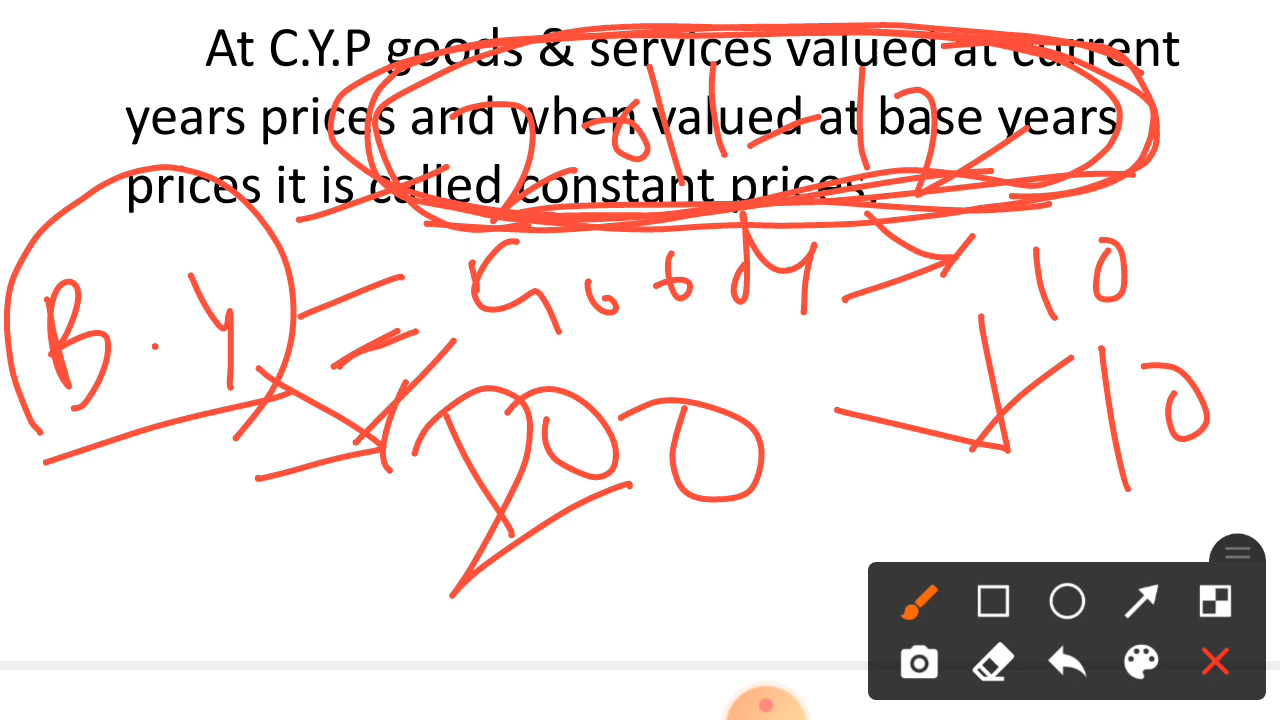 At C.Y.P goods & services valued at current
years prices and when valued at base years
prices it is called constant prices.
2011-12
B.Y
Goods → 10
200
10